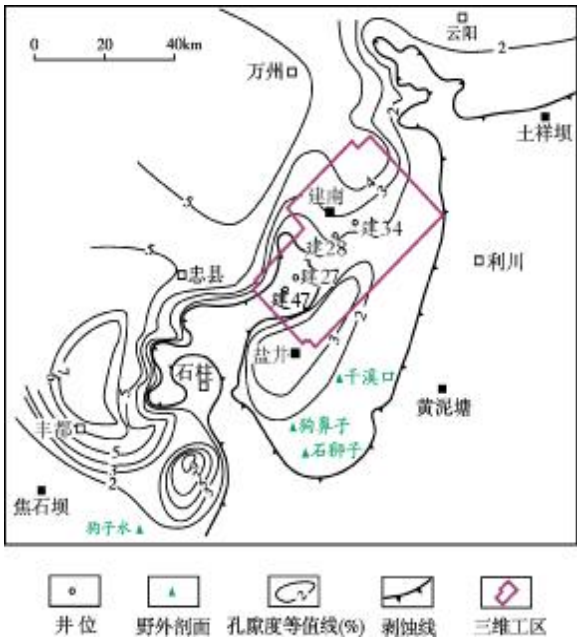 云阳
2
0 20 40km
万州
2
土祥坝
4
3
建南
建34
5
建28
利川
5
忠县
建27
建47
3
2
盐井
石柱
干溪口
黄泥塘
狗鼻子
丰都
5
石狮子
3
2
焦石坝
狗子水
井位 野外剖面 孔隙度等值线(%) 剥蚀线 三维工区